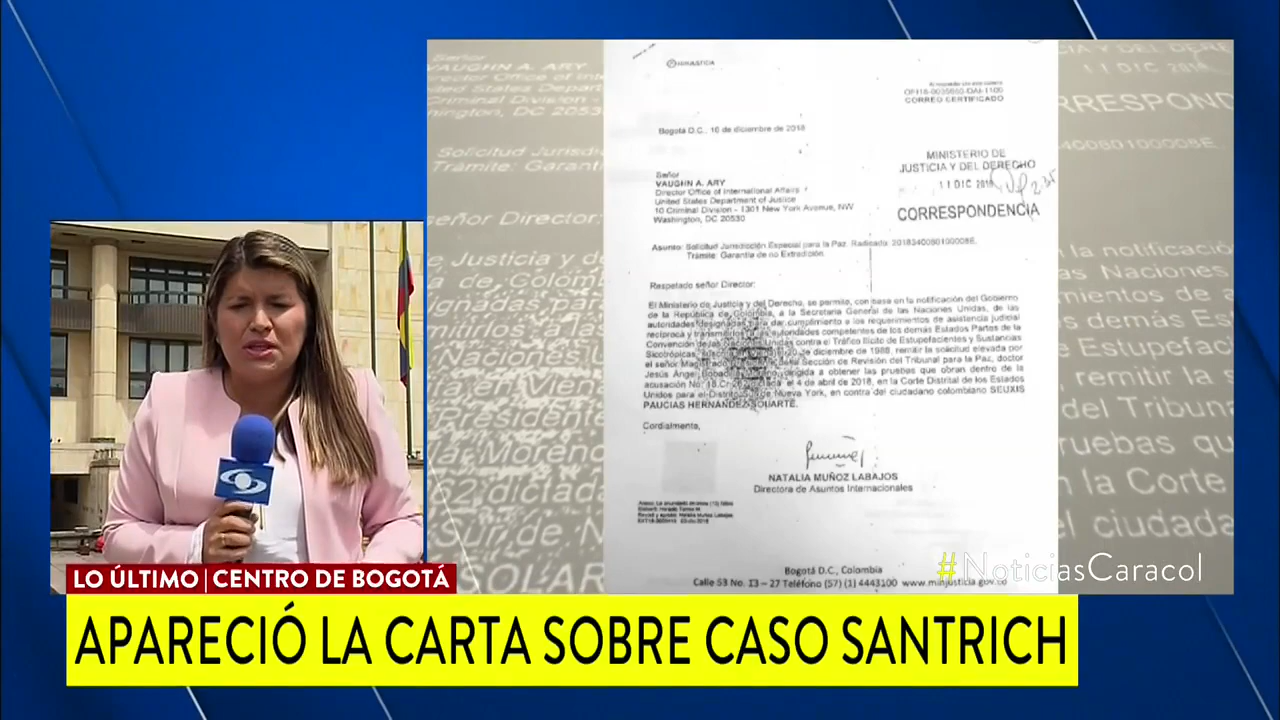 MINJUSTICIA
Al responder cite este número
OFI18-0035880-DAI-1100
CORREO CERTIFICADO
Bogotá D.C., 10 de diciembre de 2018
MINISTERIO DE
JUSTICIA Y DEL DERECHO
11 DIC 2018
CORRESPONDENCIA
Señor
VAUGHN A. ARY
Director Office of International Affairs
United States Department of Justice
10 Criminal Division - 1301 New York Avenue, NW
Washington, DC 20530
Asunto: Solicitud Jurisdicción Especial para la Paz. Radicado: 2018340080100008E.
Trámite: Garantía de no Extradición
Respetado señor Director:
El Ministerio de Justicia y del Derecho, se permite, con base en la notificación del Gobierno
de la República de Colombia, a la Secretaria General de las Naciones Unidas, de las
autoridades designadas para dar cumplimiento a los requerimientos de asistencia judicial
recíproca y transmitirlos a las autoridades competentes de los demás Estados Partes de la
Convención de las Naciones Unidas contra el Tráfico Ilícito de Estupefacientes y Sustancias
Sicotrópicas, 20 de diciembre de 1988, remitir la solicitud elevada por
el señor Magistrado de la Sección de Revisión del Tribunal para la Paz, doctor
Jesús Ángel Bobadilla Moreno, dirigida a obtener las pruebas que obran dentro de la
acusación No. 18.Cr 262 dictada el 4 de abril de 2018, en la Corte Distrital de los Estados
Unidos para el Distrito Sur de Nueva York, en contra del ciudadano colombiano SEUXIS
PAUCIAS HERNÁNDEZ SOLARTE.
Cordialmente,
NATALIA MUÑOZ LABAJOS
Directora de Asuntos Internacionales
Bogotá D.C., Colombia
Calle 53 No. 13 - 27 Teléfono (57) (1) 4443100 www.minjusticia.gov.co
#NoticiasCaracol
LO ÚLTIMO | CENTRO DE BOGOTÁ
APARECIÓ LA CARTA SOBRE CASO SANTRICH